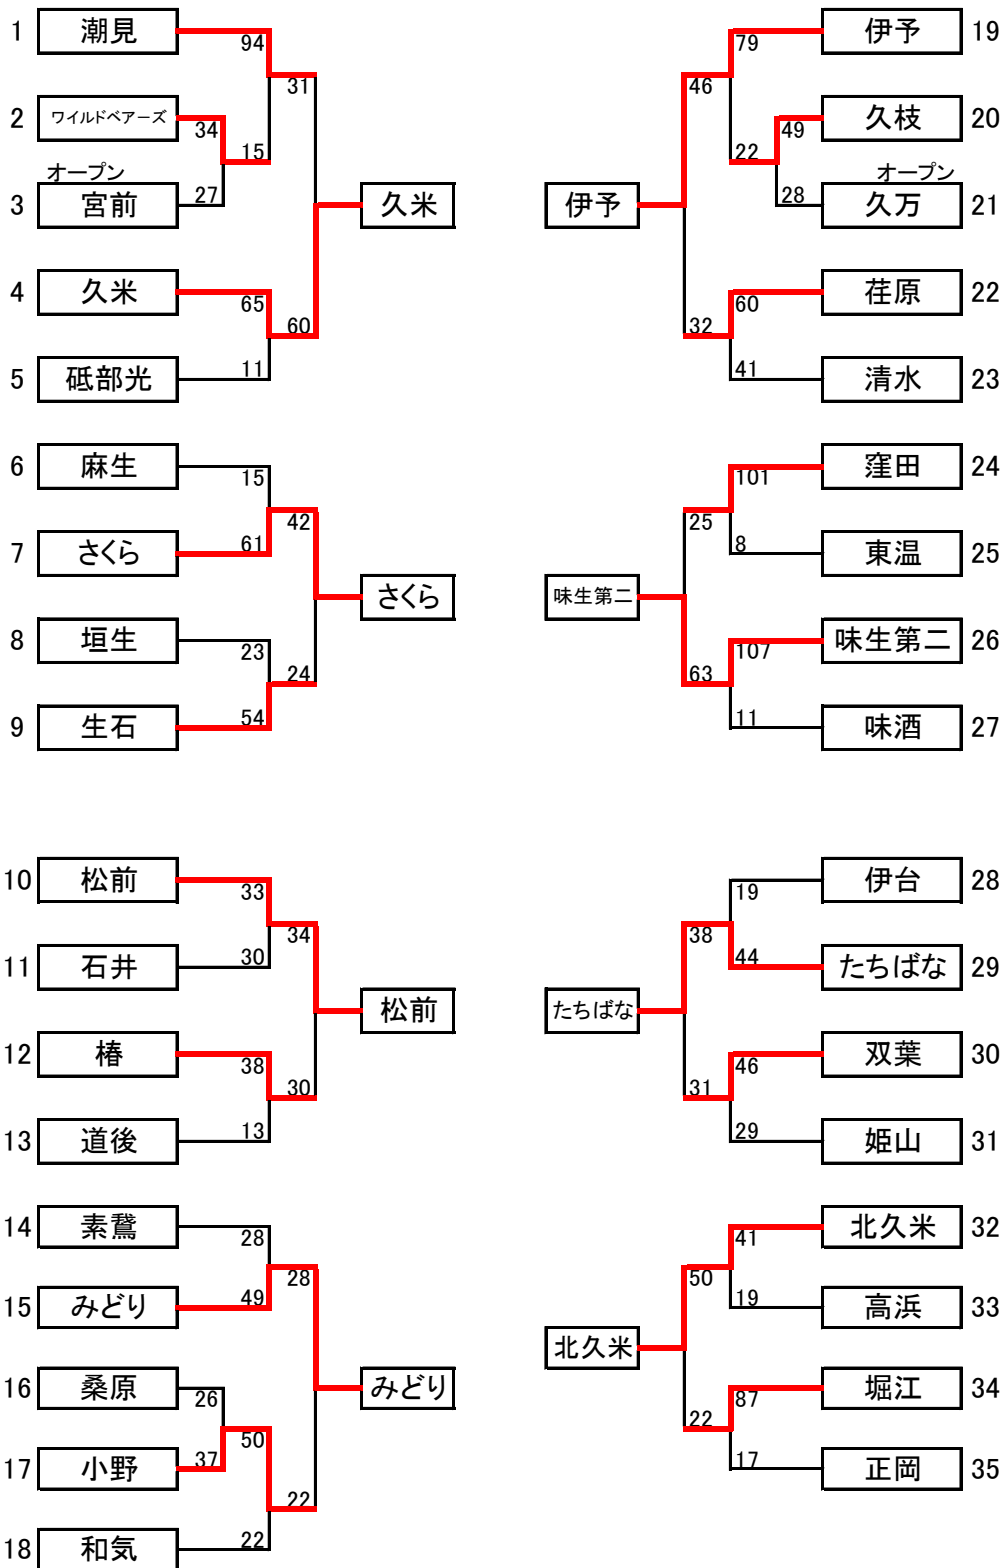 1 潮見 94
31
2 ワイルドベアーズ 34
15
オープン
3 宮前 27
久米
4 久米 65
60
5 砥部光 11
6 麻生 15
42
7 さくら 61
さくら
8 垣生 23
24
9 生石 54
10 松前 33
34
11 石井 30
松前
12 椿 38
30
13 道後 13
14 素鵞 28
28
15 みどり 49
みどり
16 桑原 26
50
17 小野 37
22
18 和気 22
79 伊予 19
46
49 久枝 20
22
オープン
28 久万 21
伊予
60 荏原 22
32
41 清水 23
101 窪田 24
25
8 東温 25
味生第二
107 味生第二 26
63
11 味酒 27
19 伊台 28
38
44 たちばな 29
たちばな
46 双葉 30
31
29 姫山 31
41 北久米 32
50
19 高浜 33
北久米
87 堀江 34
22
17 正岡 35